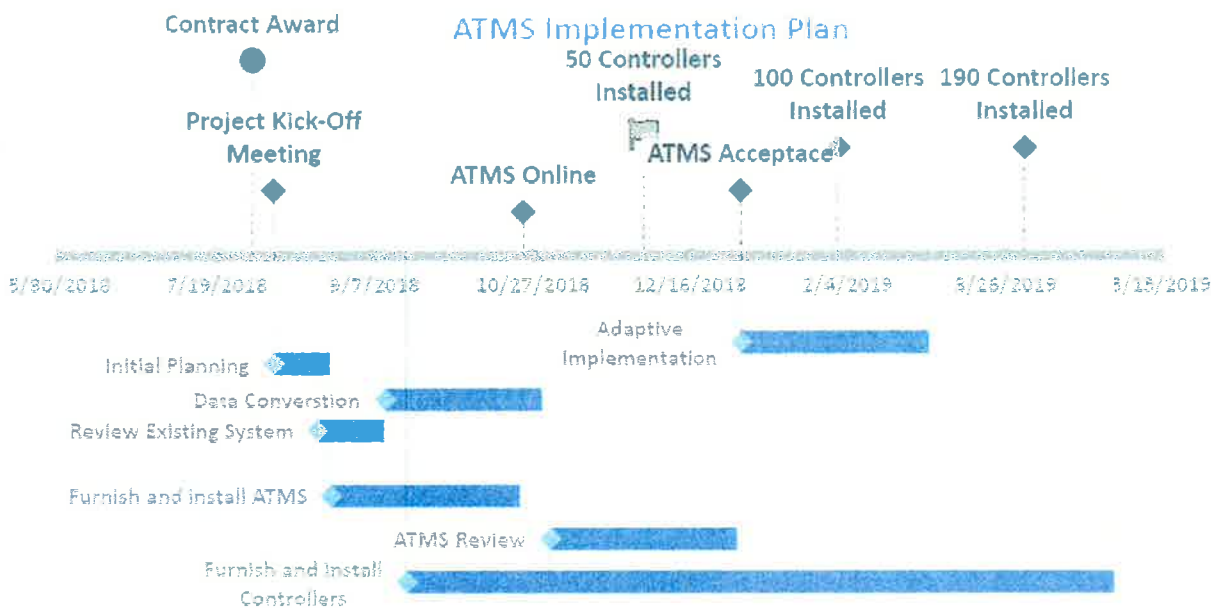 Contract Award
ATMS Implementation Plan
50 Controllers
Installed
100 Controllers
Installed
190 Controllers
Installed
Project Kick-Off
Meeting
ATMS Acceptace
ATMS Online
7/19/2018
9/7/2018
10/27/2018
12/16/2018
2/4/2019
Adaptive
Implementation
Initial Planning
Data Converstion
Review Existing System
Furnish and install ATMS
ATMS Review
Furnish and Install
Controllers